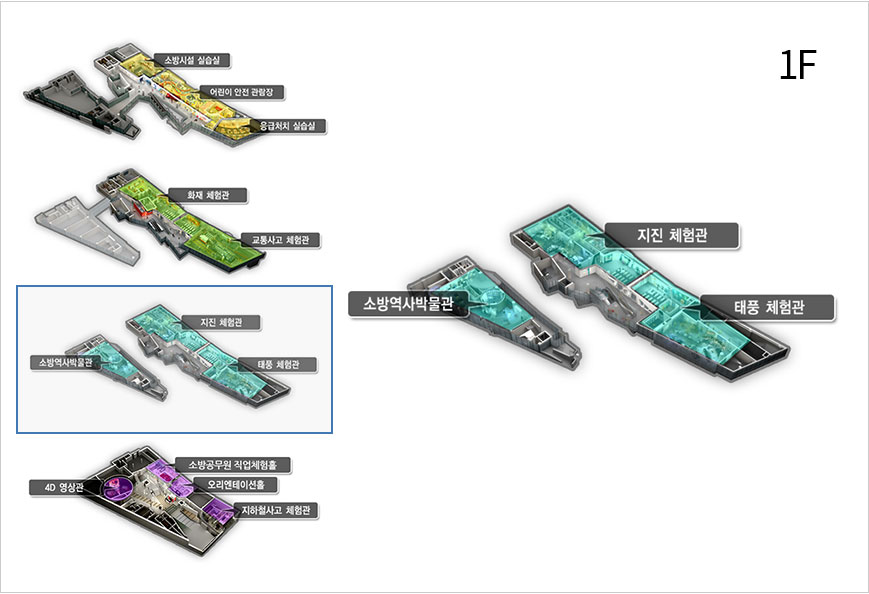 소방시설 실습실
어린이 안전 관람장
응급처치 실습실
화재 체험관
교통사고 체험관
지진 체험관
소방역사박물관
태풍 체험관
소방공무원 직업체험홀
4D 영상관
오리엔테이션홀
지하철사고 체험관
1F
지진 체험관
소방역사박물관
태풍 체험관